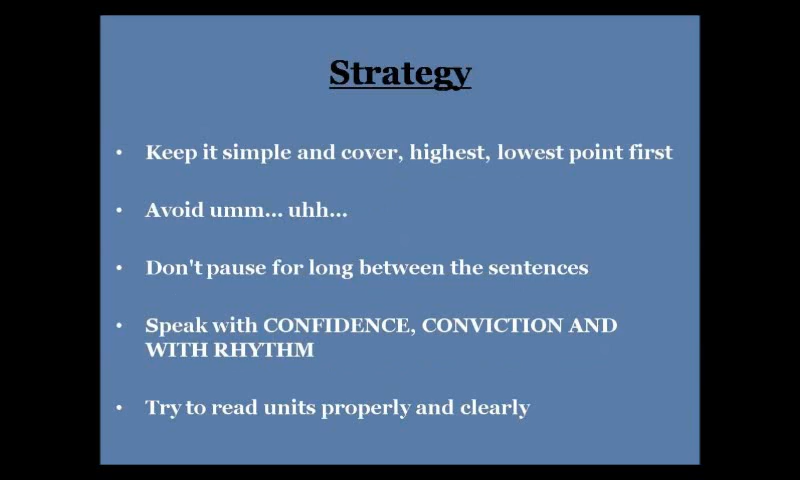 Strategy
• Keep it simple and cover, highest, lowest point first
• Avoid umm... uhh...
• Don't pause for long between the sentences
• Speak with CONFIDENCE, CONVICTION AND
WITH RHYTHM
• Try to read units properly and clearly